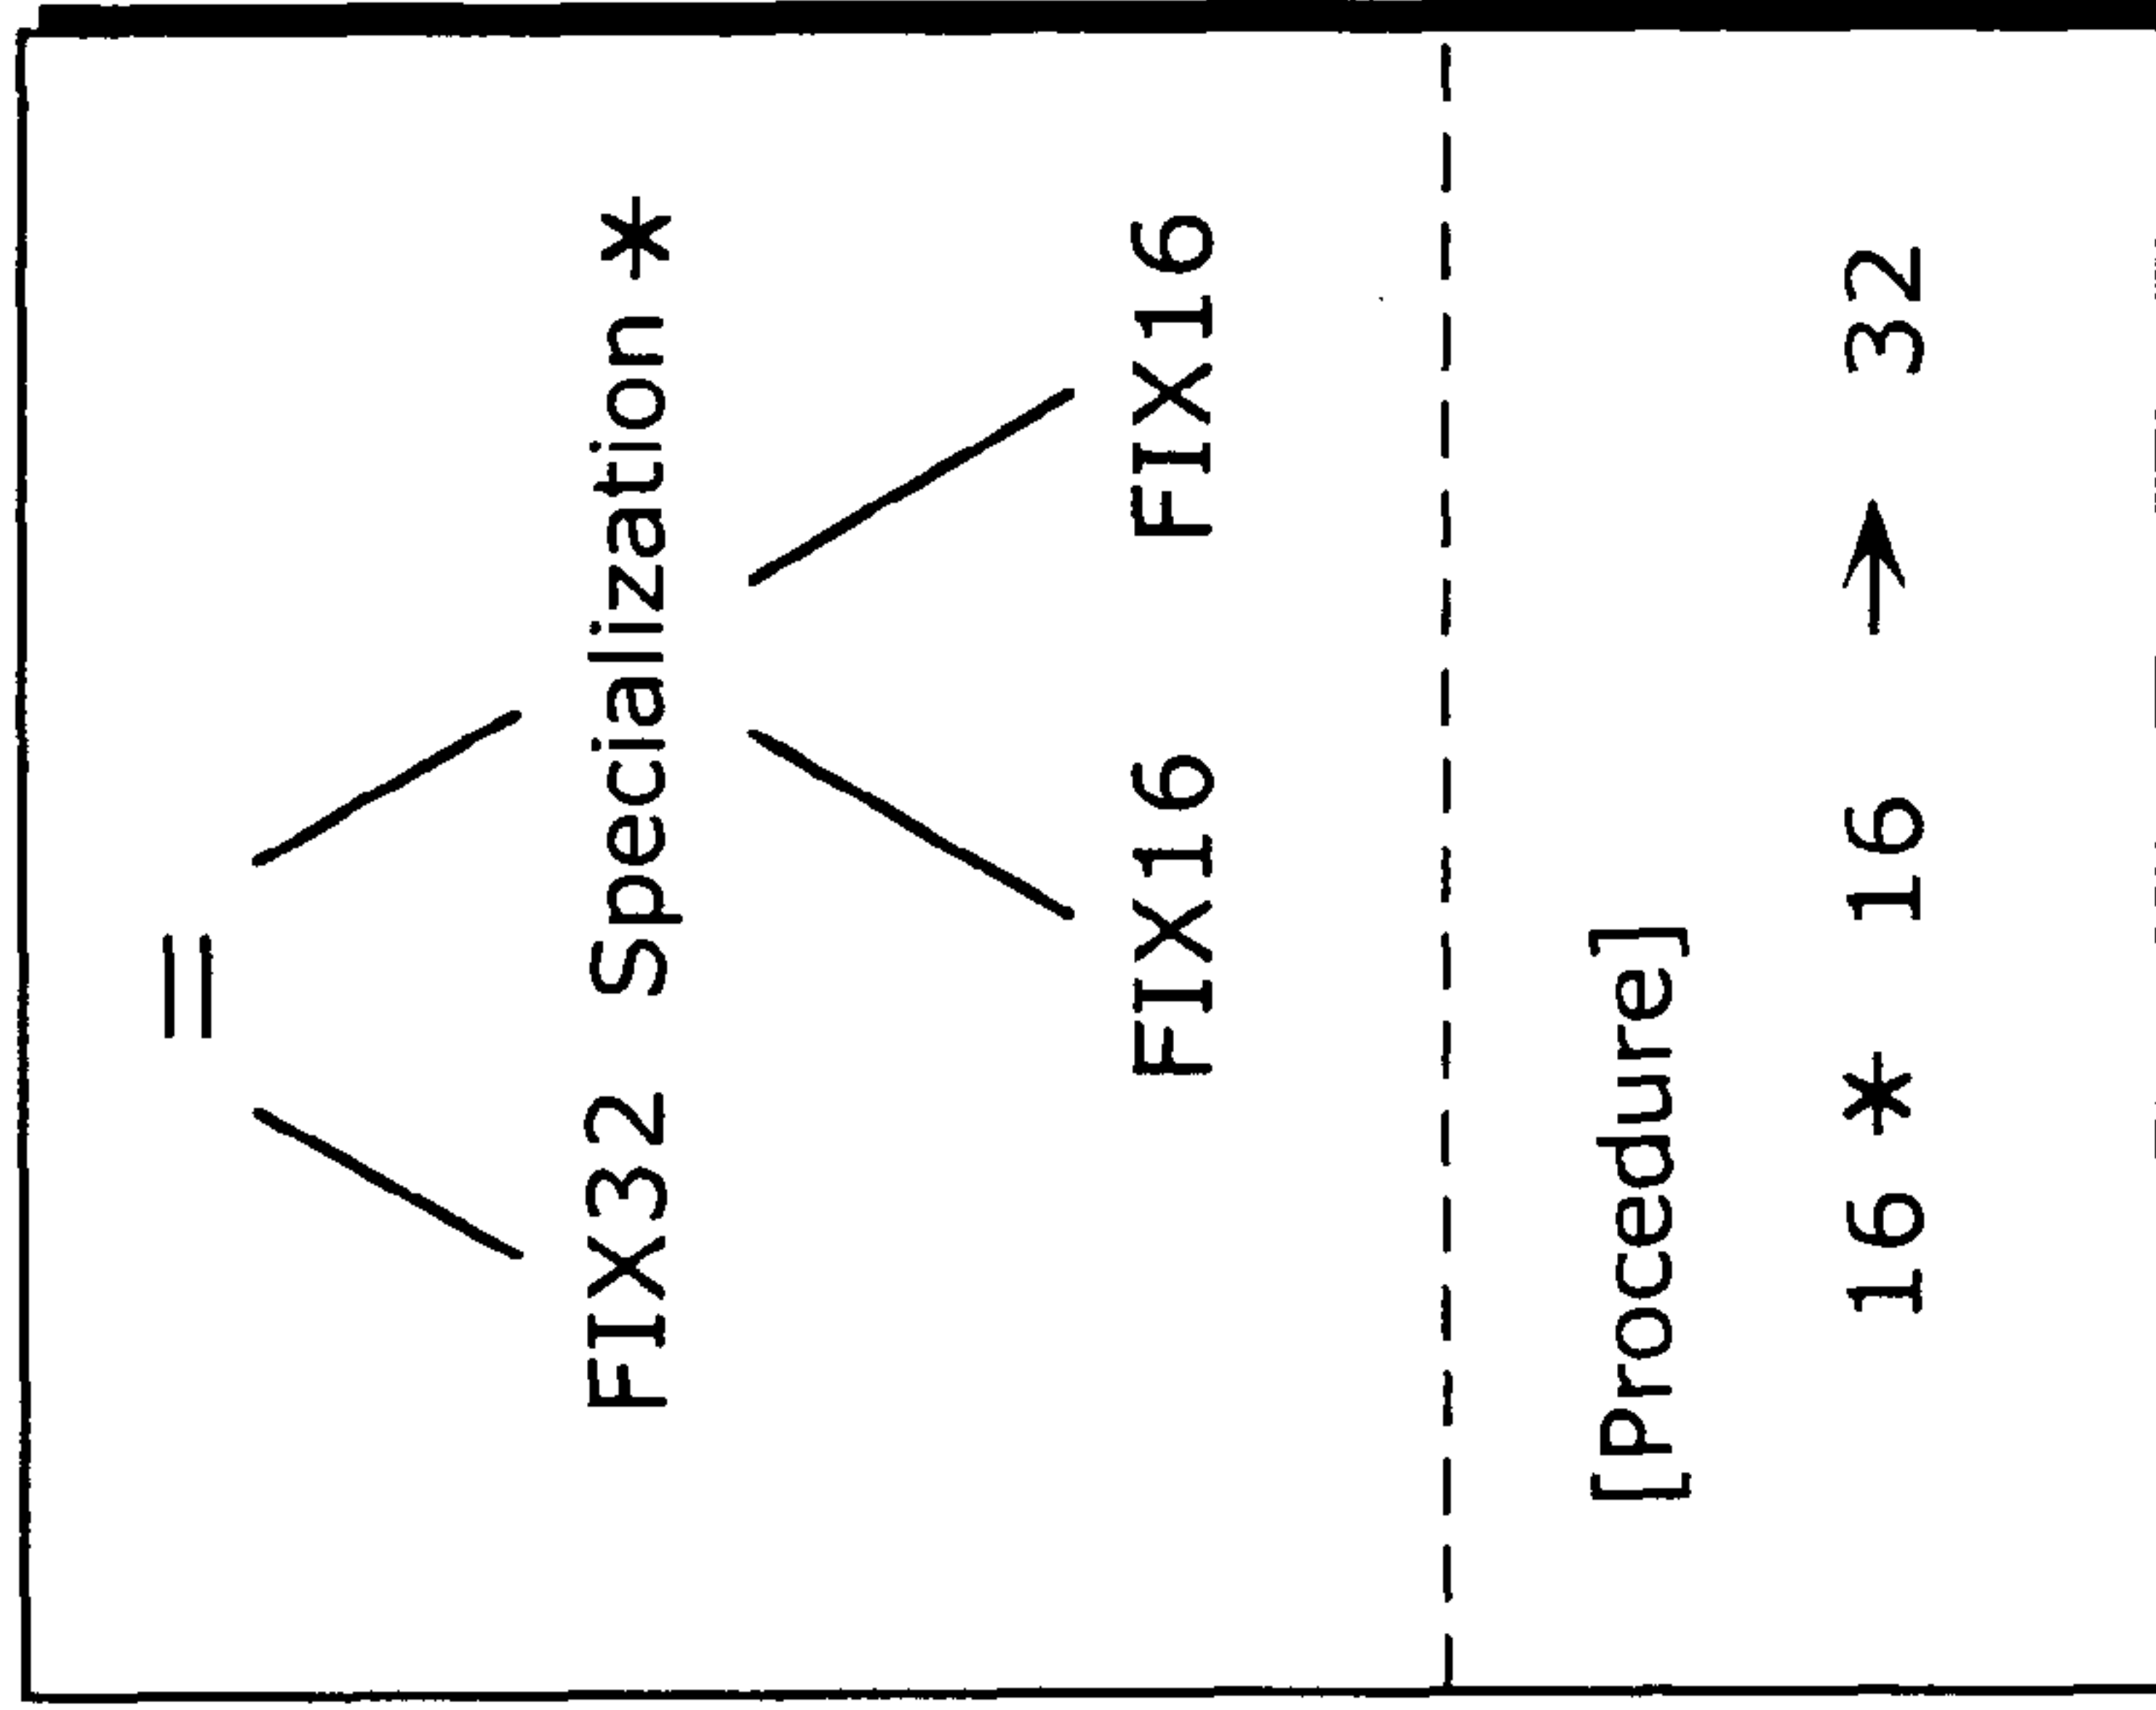 =
FIX32 Specialization *
FIX16 FIX16
[Procedure]
16 * 16 → 32